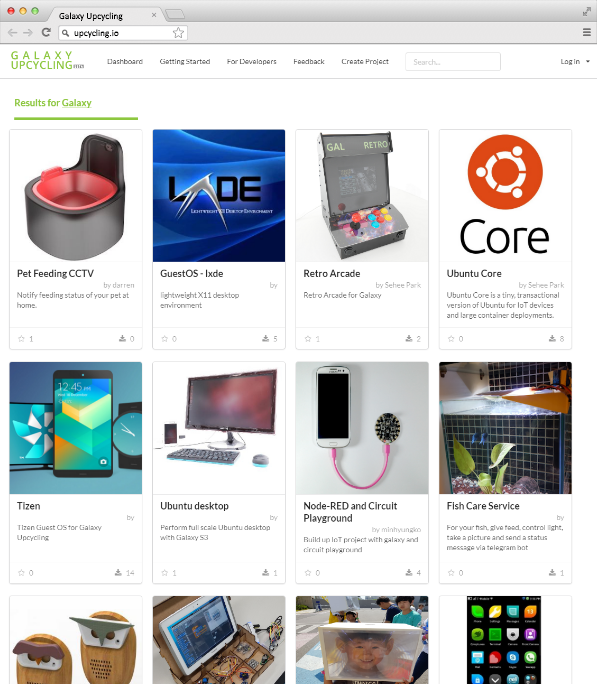 Galaxy Upcycling
upcycling.io
GALAXY
UPCYCLING
Dashboard Getting Started For Developers Feedback Create Project Search... Log in
Results for Galaxy
LXDE
LIGHTWEIGHT X11 DESKTOP ENVIRONMENT
GAL RETRO
Core
Pet Feeding CCTV
by darren
Notify feeding status of your pet at
home.
1 0
GuestOS - lxde
by
lightweight X11 desktop
environment
0 5
Retro Arcade
by Sehee Park
Retro Arcade for Galaxy
1 2
Ubuntu Core
by Sehee Park
Ubuntu Core is a tiny, transactional
version of Ubuntu for IoT devices
and large container deployments.
0 8
12:45
Tizen
by
Tizen Guest OS for Galaxy
Upcycling
0 14
Ubuntu desktop
by
Perform full scale Ubuntu desktop
with Galaxy S3
1 1
Node-RED and Circuit
Playground
by minhyungko
Build up IoT project with galaxy and
circuit playground
0 4
Fish Care Service
by
For your fish, give feed, control light,
take a picture and send a status
message via telegram bot
0 1